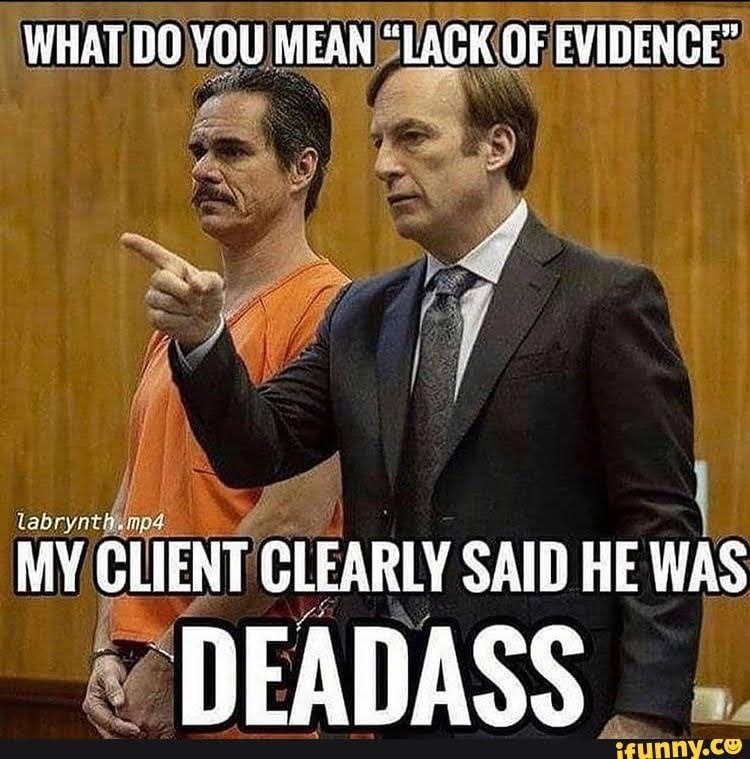 WHAT DO YOU MEAN “LACK OF EVIDENCE”
labrynth.mp4
MY CLIENT CLEARLY SAID HE WAS
DEADASS
ifunny.co